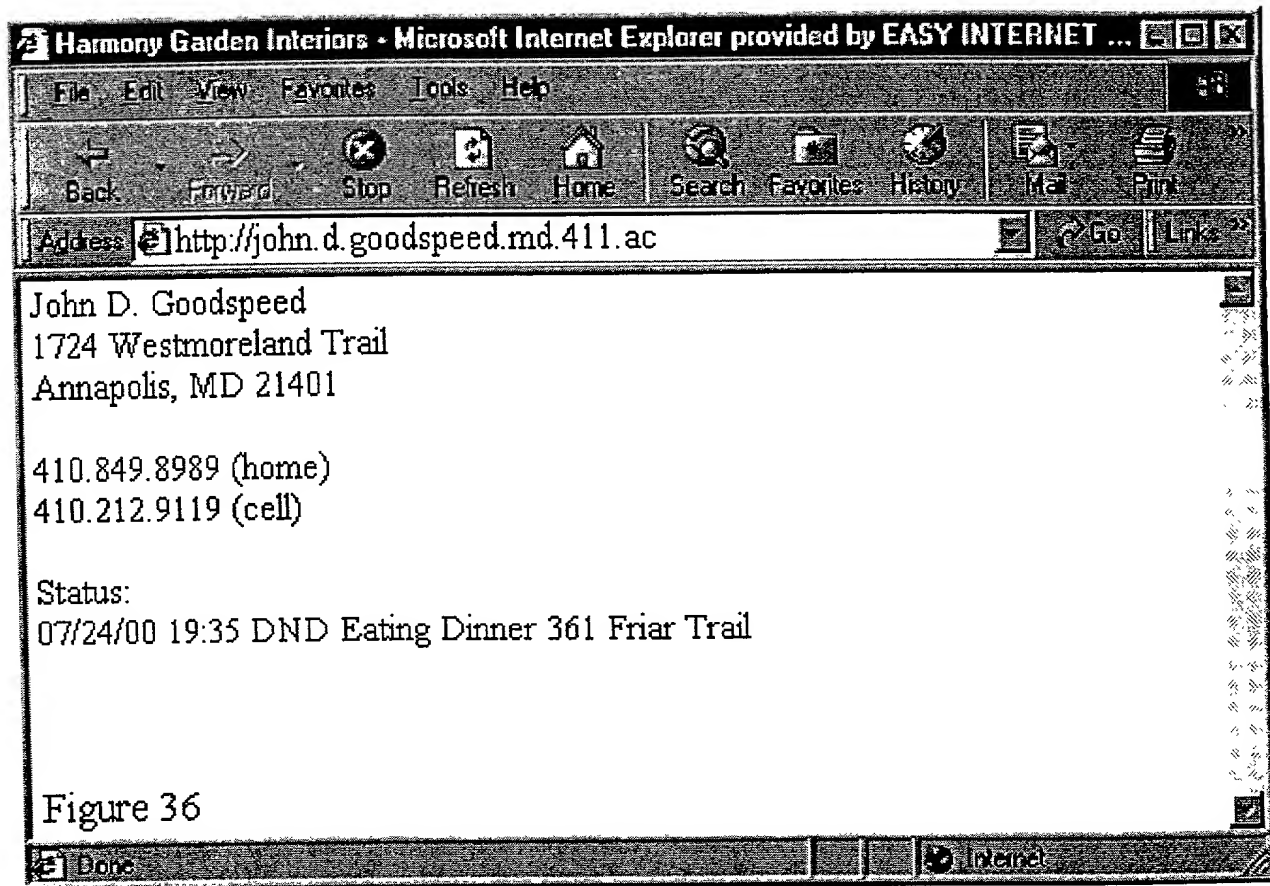 Harmony Garden Interiors - Microsoft Internet Explorer provided by EASY INTERNET ...
File Edit View Favorites Tools Help
Back Forward Stop Refresh Home Search Favorites History Mail Print
Address http://john.d.goodspeed.md.411.ac Go Links
John D. Goodspeed
1724 Westmoreland Trail
Annapolis, MD 21401
410.849.8989 (home)
410.212.9119 (cell)
Status:
07/24/00 19:35 DND Eating Dinner 361 Friar Trail
Figure 36
Done Internet